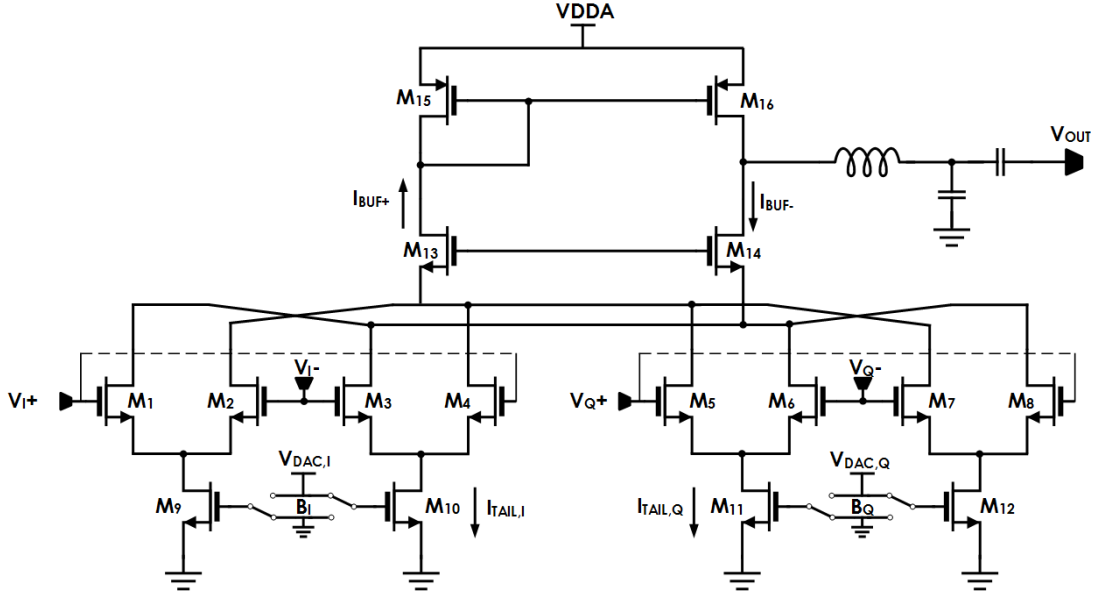 VDDA
M15
M16
VOUT
IBUF+
IBUF-
M13
M14
VI+
M1
M2
VI-
M3
M4
VQ+
M5
M6
VQ-
M7
M8
VDAC,I
VDAC,Q
M9
BI
M10
ITAIL,I
ITAIL,Q
M11
BQ
M12